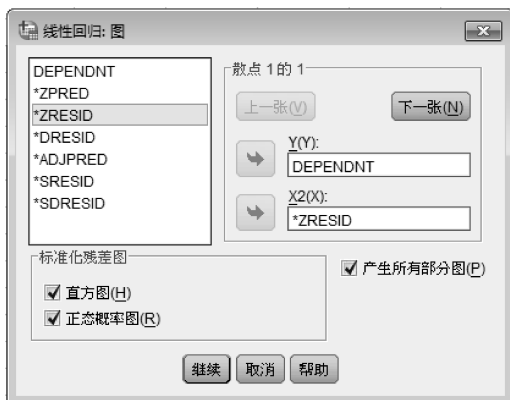 线性回归: 图
DEPENDNT
*ZPRED
*ZRESID
*DRESID
*ADJPRED
*SRESID
*SDRESID
散点 1 的 1
上一张(V)
下一张(N)
Y(Y):
DEPENDNT
X2(X):
*ZRESID
标准化残差图
直方图(H)
正态概率图(R)
产生所有部分图(P)
继续
取消
帮助